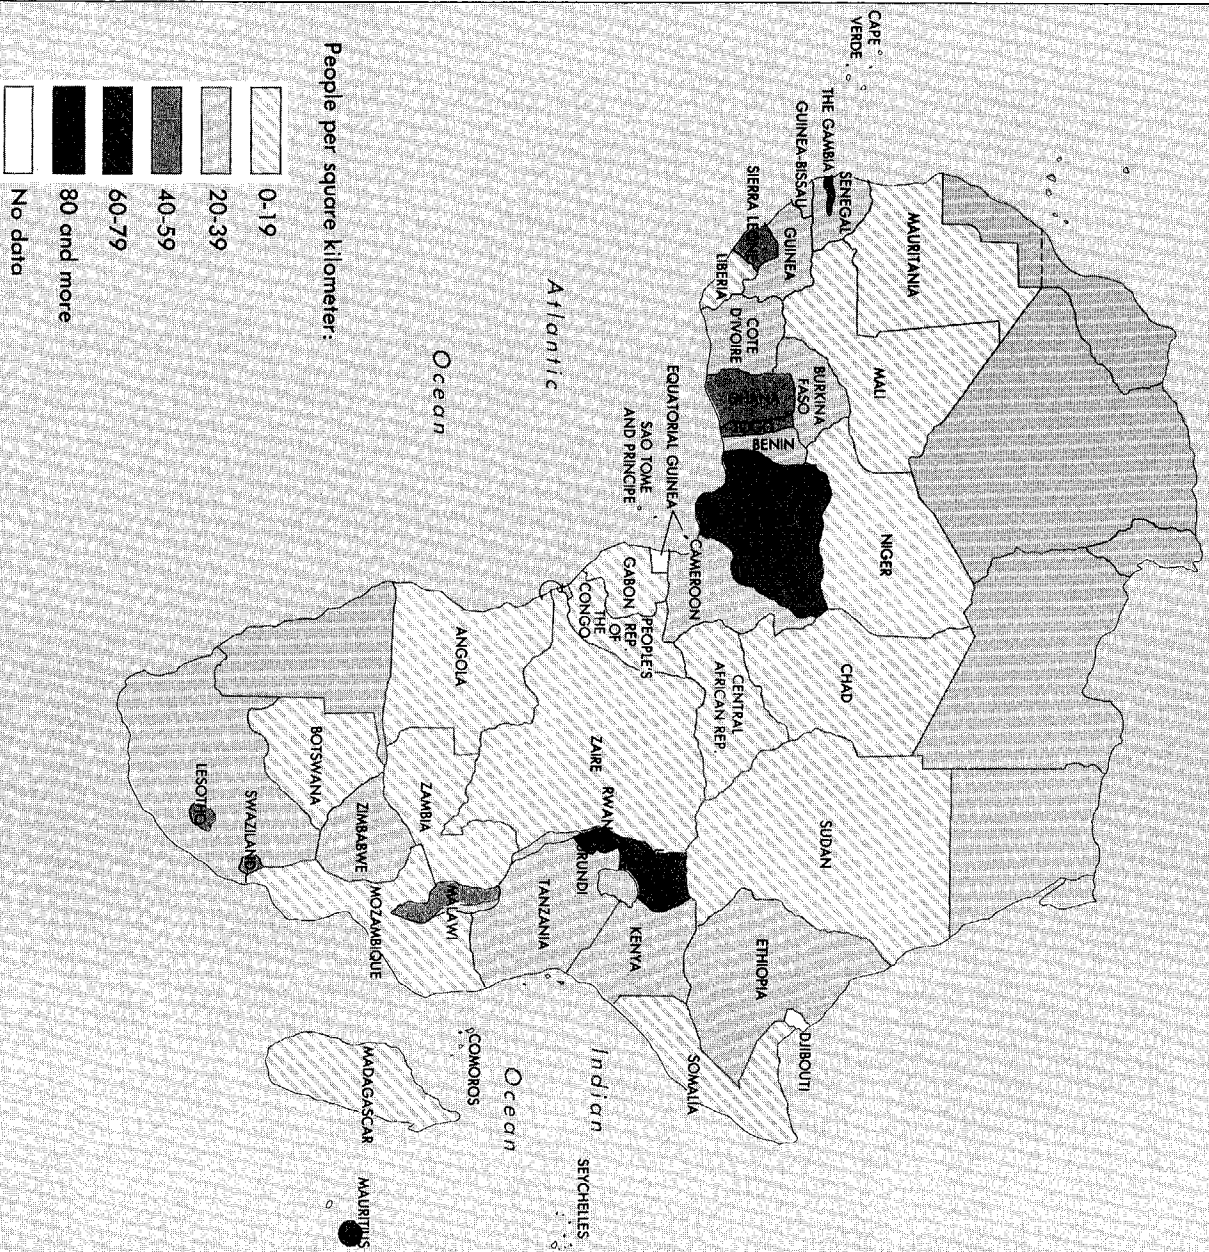 CAPE
VERDE
THE GAMBIA
GUINEA-BISSAU
SENEGAL
MAURITANIA
SIERRA LEONE
GUINEA
LIBERIA
COTE
D'IVOIRE
MALI
BURKINA
FASO
GHANA
TOGO
BENIN
NIGER
EQUATORIAL GUINEA
SAO TOME
AND PRINCIPE
CAMEROON
GABON
PEOPLE'S
REP.
OF
THE
CONGO
CHAD
CENTRAL
AFRICAN REP.
SUDAN
ZAIRE
RWAN
RUNDI
ETHIOPIA
DJIBOUTI
SOMALIA
KENYA
TANZANIA
ANGOLA
ZAMBIA
MALAWI
MOZAMBIQUE
ZIMBABWE
BOTSWANA
SWAZILAND
LESOTHO
MADAGASCAR
COMOROS
SEYCHELLES
MAURITIUS
Atlantic
Ocean
Indian
Ocean
People per square kilometer:
0-19
20-39
40-59
60-79
80 and more
No data